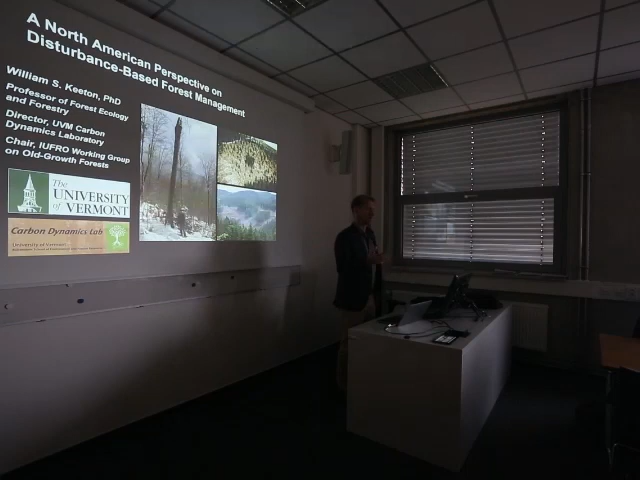 A North American Perspective on
Disturbance-Based Forest Management
William S. Keeton, PhD
Professor of Forest Ecology
and Forestry
Director, UVM Carbon
Dynamics Laboratory
Chair, IUFRO Working Group
on Old-Growth Forests
The
UNIVERSITY
of VERMONT
Carbon Dynamics Lab
University of Vermont